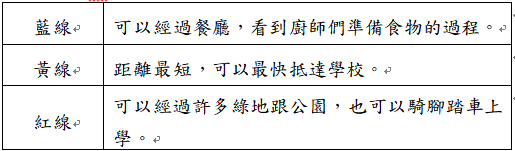 藍線
可以經過餐廳，看到廚師們準備食物的過程。
黃線
距離最短，可以最快抵達學校。
紅線
可以經過許多綠地跟公園，也可以騎腳踏車上
學。